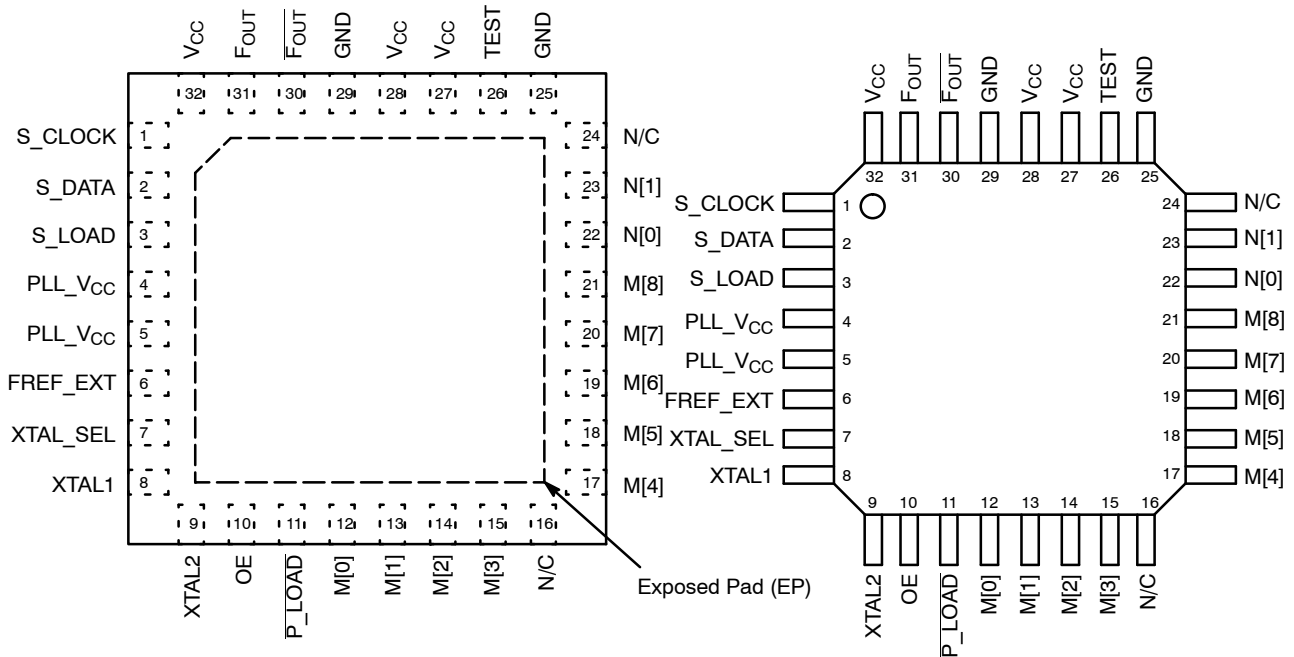 VCC
FOUT
FOUT
GND
VCC
VCC
TEST
GND
32 31 30 29 28 27 26 25
S_CLOCK 1
S_DATA 2
S_LOAD 3
PLL_VCC 4
PLL_VCC 5
FREF_EXT 6
XTAL_SEL 7
XTAL1 8
24 N/C
23 N[1]
22 N[0]
21 M[8]
20 M[7]
19 M[6]
18 M[5]
17 M[4]
9 10 11 12 13 14 15 16
XTAL2
OE
P_LOAD
M[0]
M[1]
M[2]
M[3]
N/C
Exposed Pad (EP)
VCC
FOUT
FOUT
GND
VCC
VCC
TEST
GND
32 31 30 29 28 27 26 25
S_CLOCK 1
S_DATA 2
S_LOAD 3
PLL_VCC 4
PLL_VCC 5
FREF_EXT 6
XTAL_SEL 7
XTAL1 8
24 N/C
23 N[1]
22 N[0]
21 M[8]
20 M[7]
19 M[6]
18 M[5]
17 M[4]
9 10 11 12 13 14 15 16
XTAL2
OE
P_LOAD
M[0]
M[1]
M[2]
M[3]
N/C